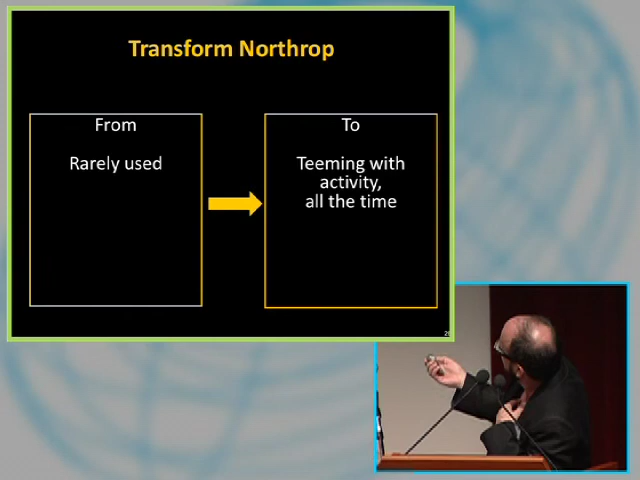 Transform Northrop
From
Rarely used
To
Teeming with
activity,
all the time